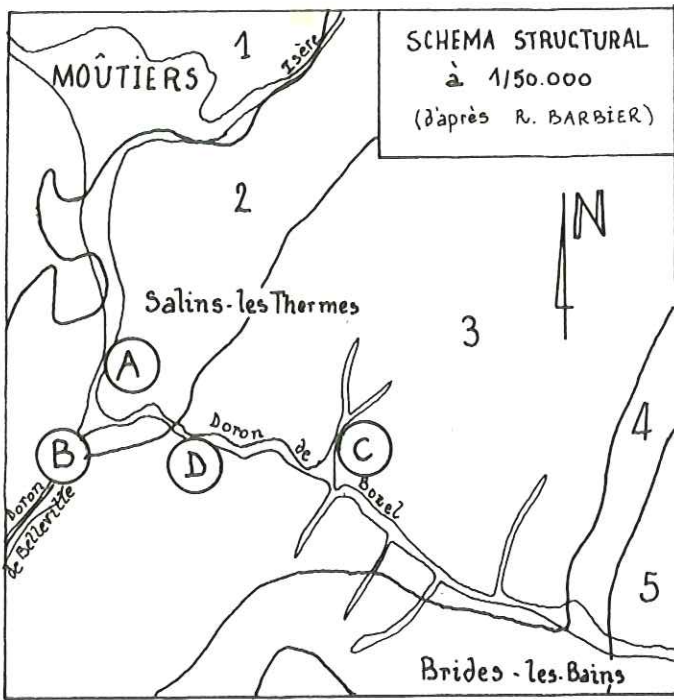 SCHEMA STRUCTURAL
à 1/50.000
(d'après R. BARBIER)
1
Isère
MOÛTIERS
2
N
Salins-les Thermes
3
A
4
Doron
de
Bozel
B
D
C
Doron
de Belleville
5
Brides-les-Bains